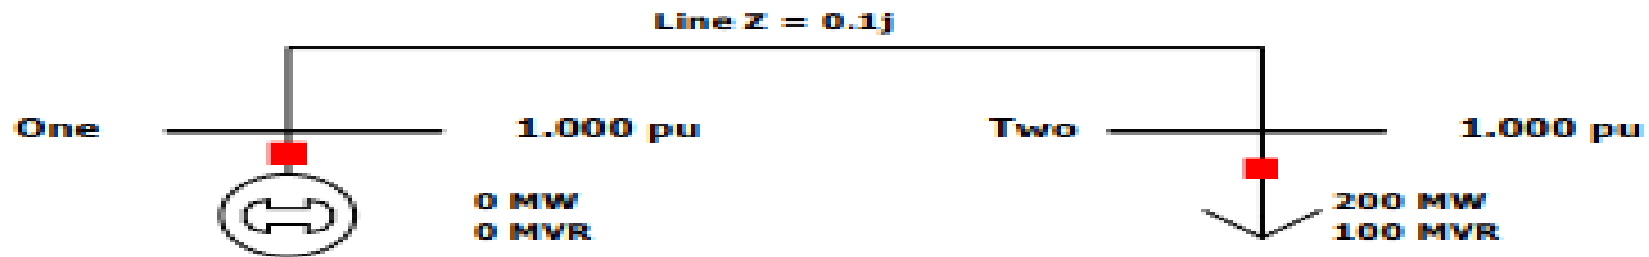 Line Z = 0.1j
One
1.000 pu
Two
1.000 pu
0 MW
0 MVR
200 MW
100 MVR